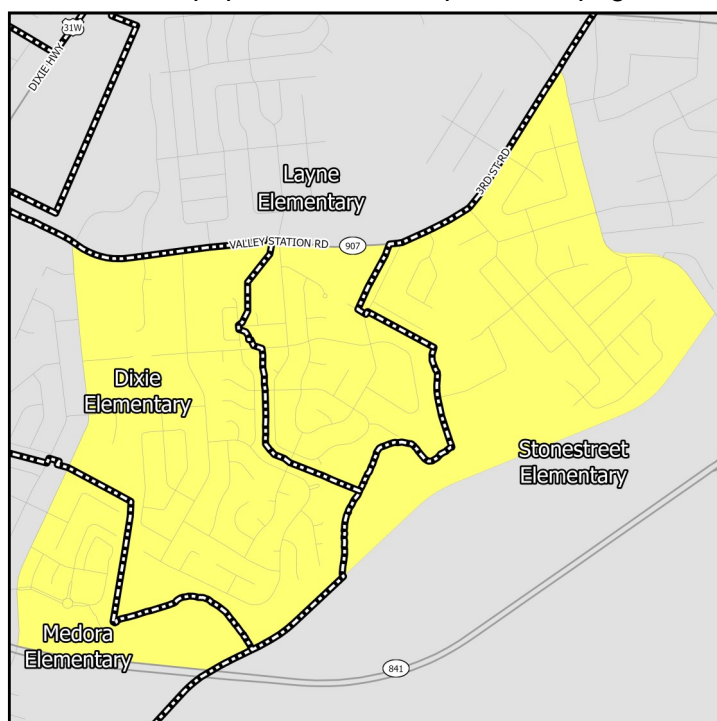 31W
DIXIE HWY
Layne
Elementary
3RD ST RD
VALLEY STATION RD
907
Dixie
Elementary
Stonestreet
Elementary
Medora
Elementary
841